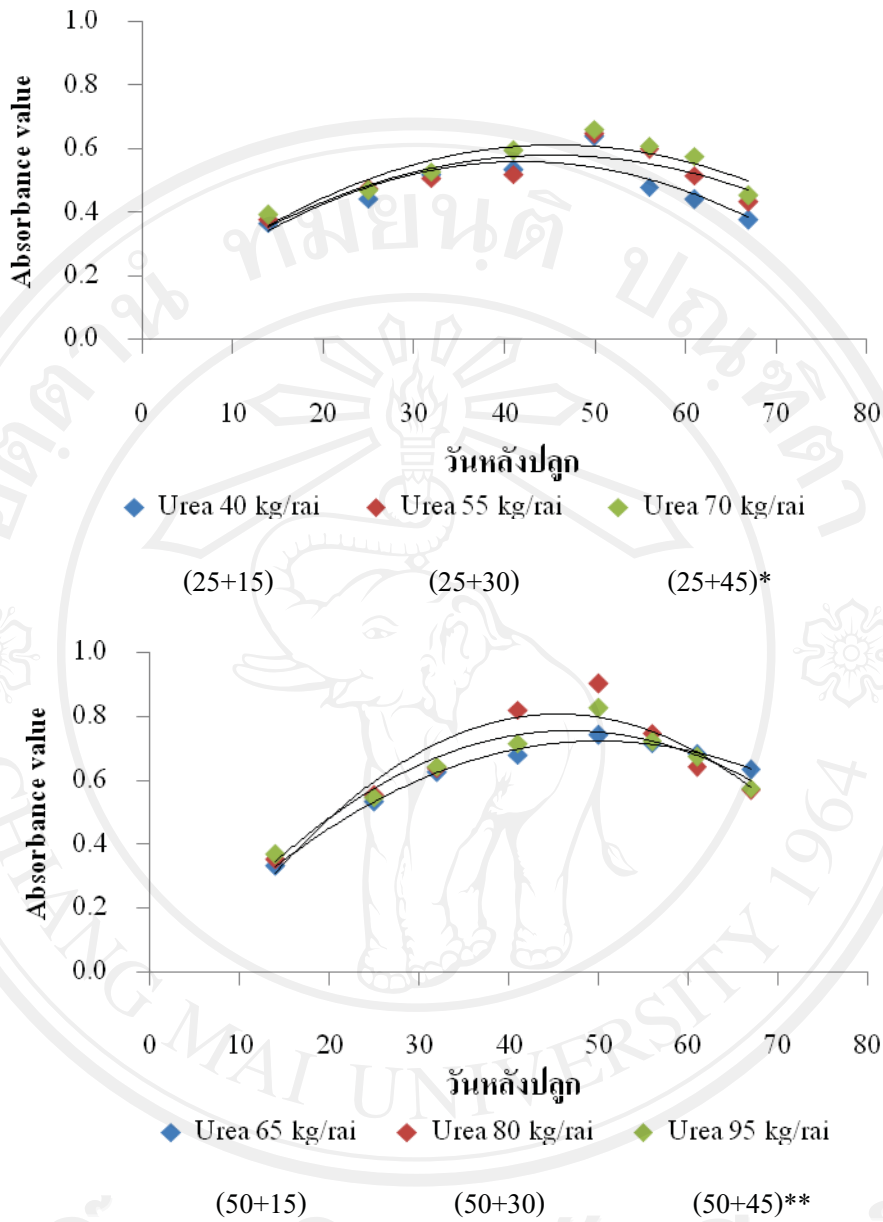 1.0
0.8
0.6
0.4
0.2
0.0
Absorbance value
0 10 20 30 40 50 60 70 80
วันหลังปลูก
Urea 40 kg/rai Urea 55 kg/rai Urea 70 kg/rai
(25+15) (25+30) (25+45)*
1.0
0.8
0.6
0.4
0.2
0.0
Absorbance value
0 10 20 30 40 50 60 70 80
วันหลังปลูก
Urea 65 kg/rai Urea 80 kg/rai Urea 95 kg/rai
(50+15) (50+30) (50+45)**
CHIANG MAI UNIVERSITY 1964